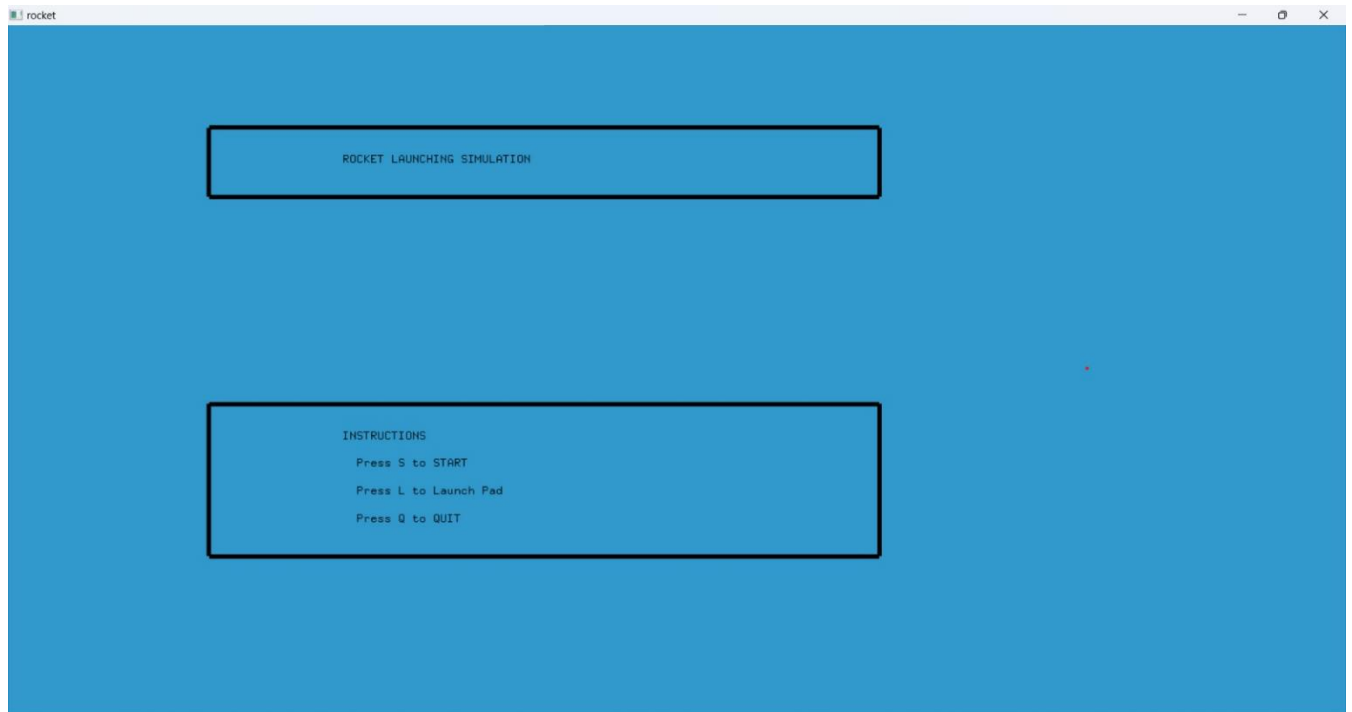 rocket
ROCKET LAUNCHING SIMULATION
INSTRUCTIONS
Press S to START
Press L to Launch Pad
Press Q to QUIT